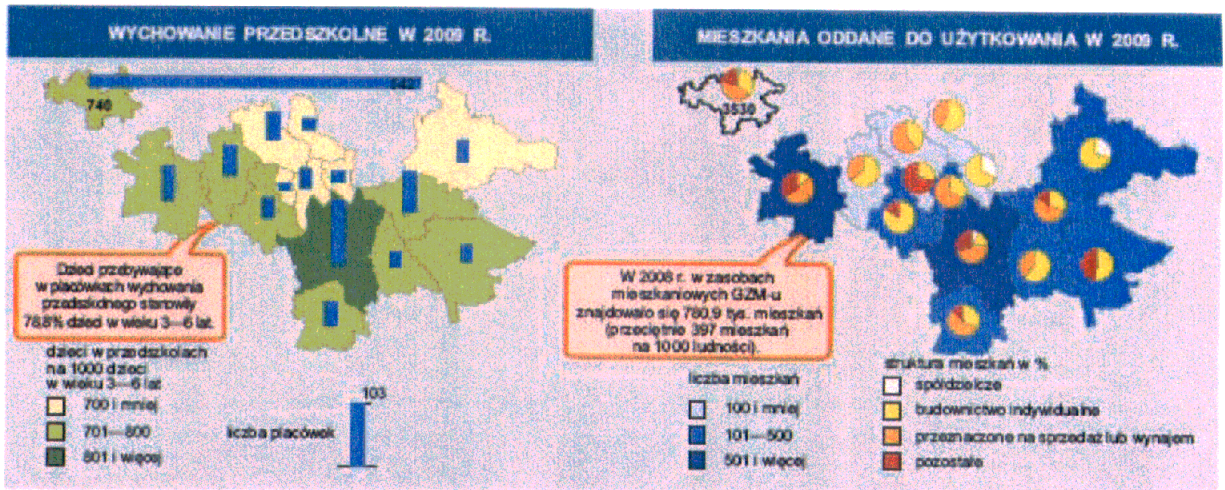 WYCHOWANIE PRZEDSZKOLNE W 2009 R.
740
Dzieci przebywające
w placówkach wychowania
przedszkolnego stanowiły
78,8% dzieci w wieku 3—6 lat.
dzieci w przedszkolach
na 1000 dzieci
w wieku 3—6 lat
700 i mniej
701—800
801 i więcej
liczba placówek
103
MIESZKANIA ODDANE DO UŻYTKOWANIA W 2009 R.
3530
W 2008 r. w zasobach
mieszkaniowych GZM-u
znajdowało się 780,9 tys. mieszkań
(przeciętnie 397 mieszkań
na 1000 ludności).
liczba mieszkań
100 i mniej
101—500
501 i więcej
struktura mieszkań w %
spółdzielcze
budownictwo indywidualne
przeznaczone na sprzedaż lub wynajem
pozostałe